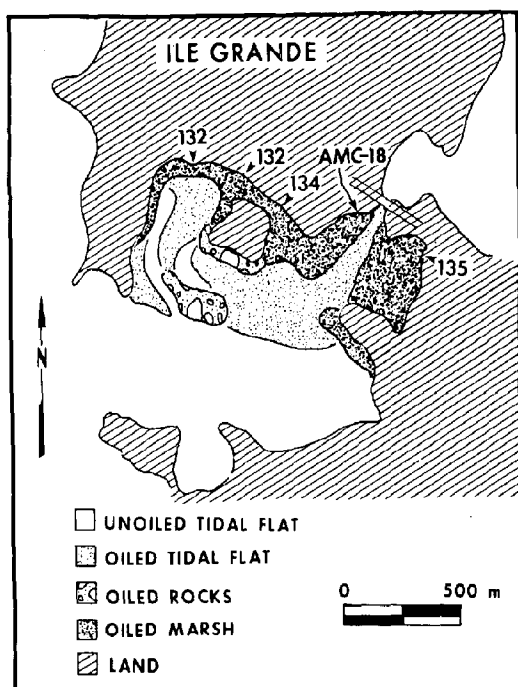 ILE GRANDE
132
132
134
AMC-18
135
N
UNOILED TIDAL FLAT
OILED TIDAL FLAT
OILED ROCKS
OILED MARSH
LAND
0 500 m